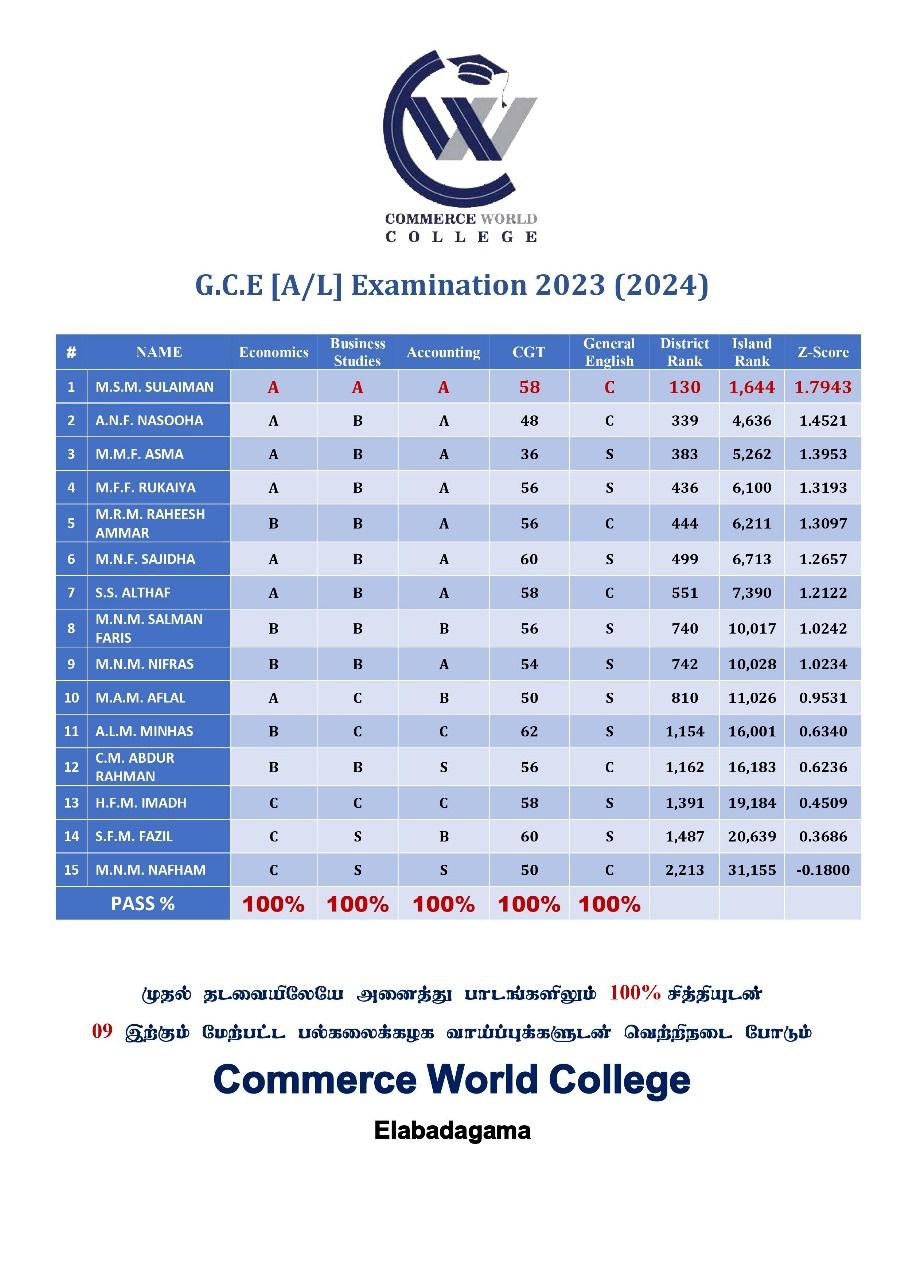 COMMERCE WORLD
COLLEGE
G.C.E [A/L] Examination 2023 (2024)
# NAME Economics Business Studies Accounting CGT General English District Rank Island Rank Z-Score
1 M.S.M. SULAIMAN A A A 58 C 130 1,644 1.7943
2 A.N.F. NASOOHA A B A 48 C 339 4,636 1.4521
3 M.M.F. ASMA A B A 36 S 383 5,262 1.3953
4 M.F.F. RUKAIYA A B A 56 S 436 6,100 1.3193
5 M.R.M. RAHEESH AMMAR B B A 56 C 444 6,211 1.3097
6 M.N.F. SAJIDHA A B A 60 S 499 6,713 1.2657
7 S.S. ALTHAF A B A 58 C 551 7,390 1.2122
8 M.N.M. SALMAN FARIS B B B 56 S 740 10,017 1.0242
9 M.N.M. NIFRAS B B A 54 S 742 10,028 1.0234
10 M.A.M. AFLAL A C B 50 S 810 11,026 0.9531
11 A.L.M. MINHAS B C C 62 S 1,154 16,001 0.6340
12 C.M. ABDUR RAHMAN B B S 56 C 1,162 16,183 0.6236
13 H.F.M. IMADH C C C 58 S 1,391 19,184 0.4509
14 S.F.M. FAZIL C S B 60 S 1,487 20,639 0.3686
15 M.N.M. NAFHAM C S S 50 C 2,213 31,155 -0.1800
PASS % 100% 100% 100% 100% 100%
முதல் தடவையிலேயே அனைத்து பாடங்களிலும் 100% சித்தியுடன்
09 இற்கும் மேற்பட்ட பல்கலைக்கழக வாய்ப்புக்களுடன் வெற்றிநடை போடும்
Commerce World College
Elabadagama